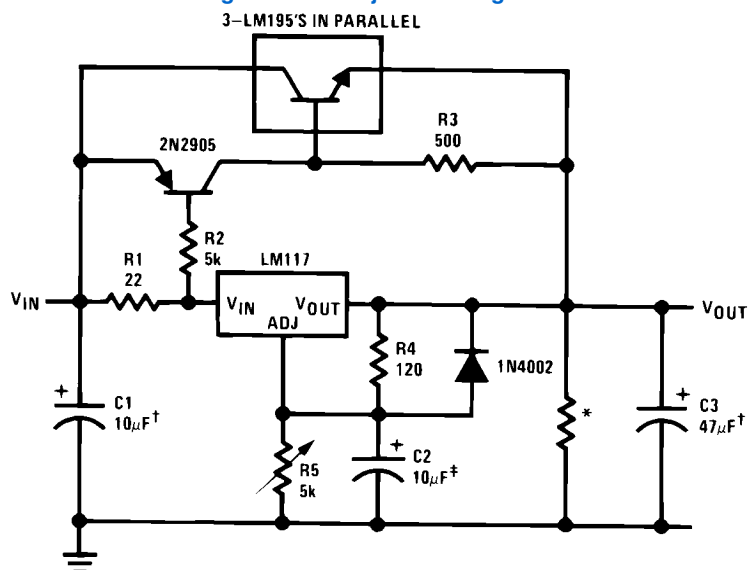 3–LM195'S IN PARALLEL
R3
500
2N2905
R2
5k
LM117
R1
22
VIN
VIN
VOUT
ADJ
VOUT
R4
120
1N4002
*
+
C1
10μF†
+
C2
10μF‡
+
C3
47μF†
R5
5k